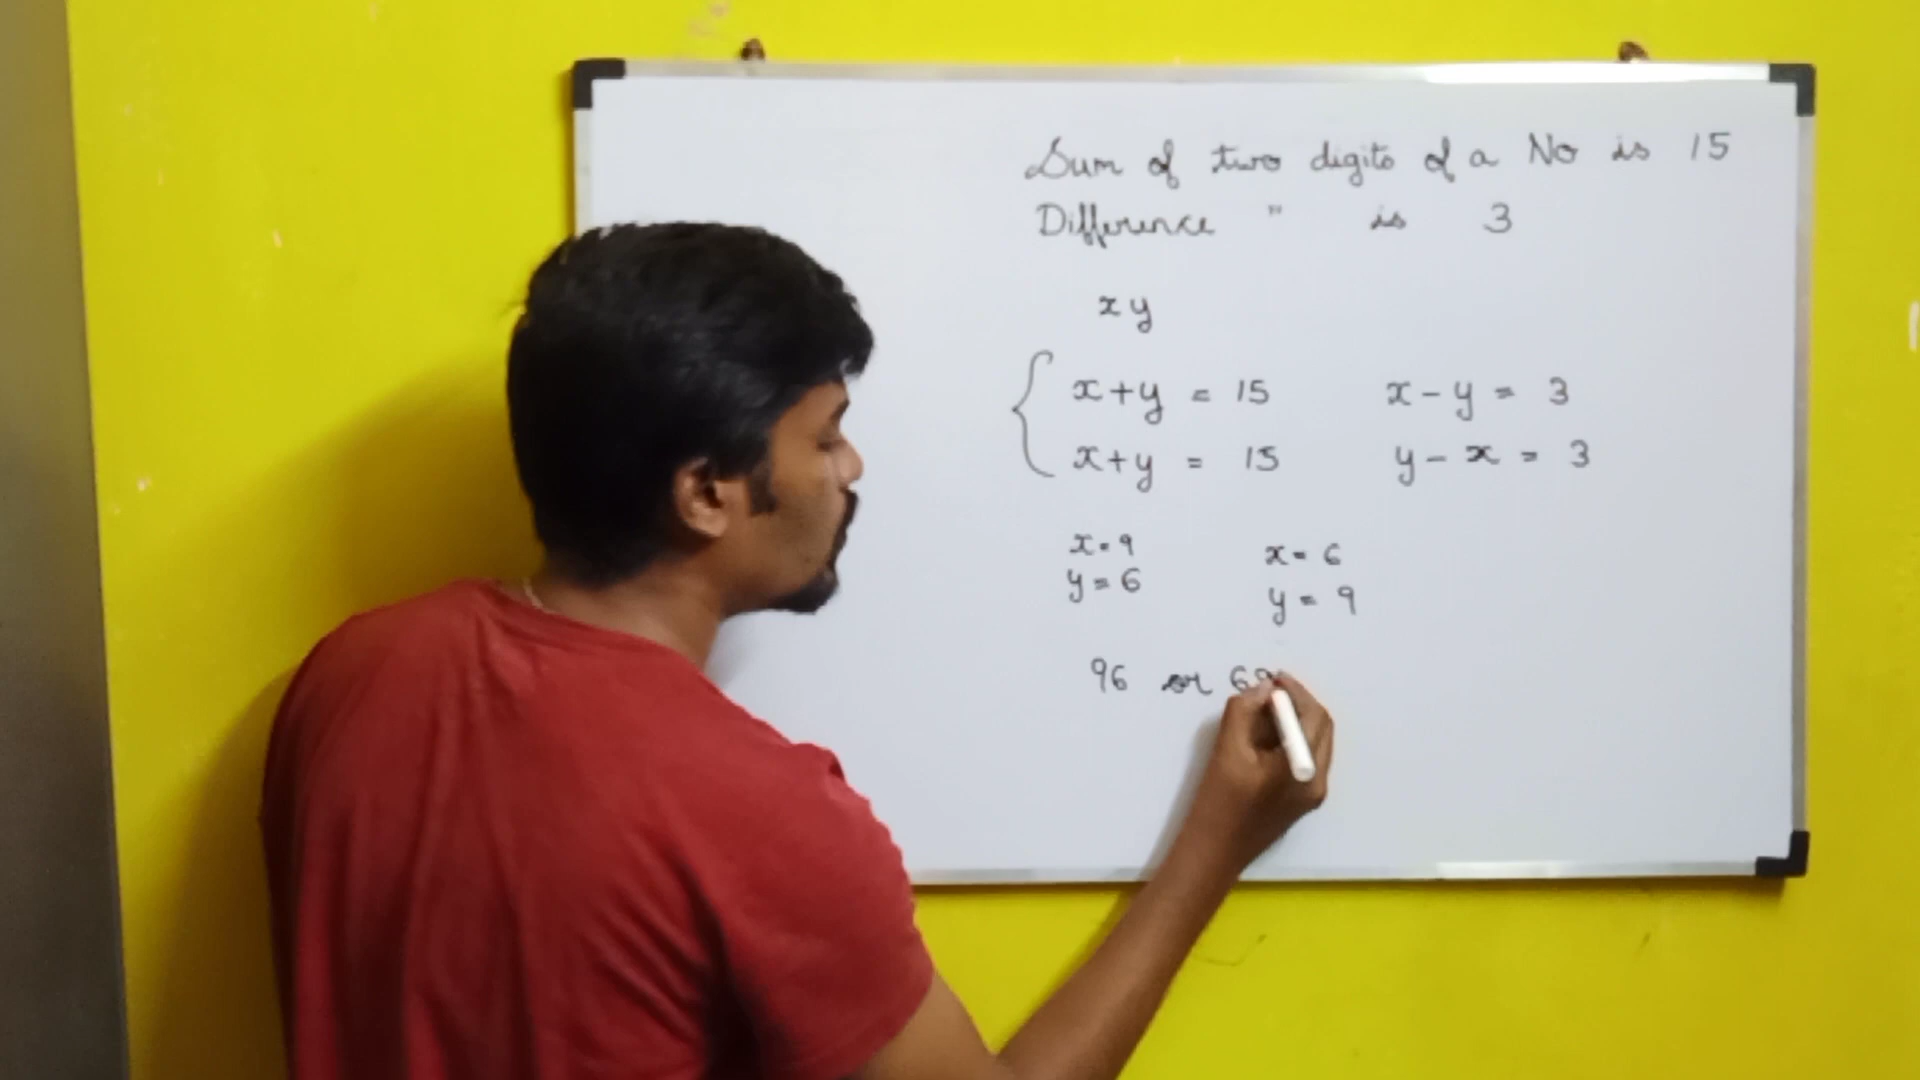 Sum of two digits of a No is 15
Difference " is 3
xy
x+y = 15 x-y = 3
x+y = 15 y-x = 3
x=9 x=6
y=6 y=9
96 or 69